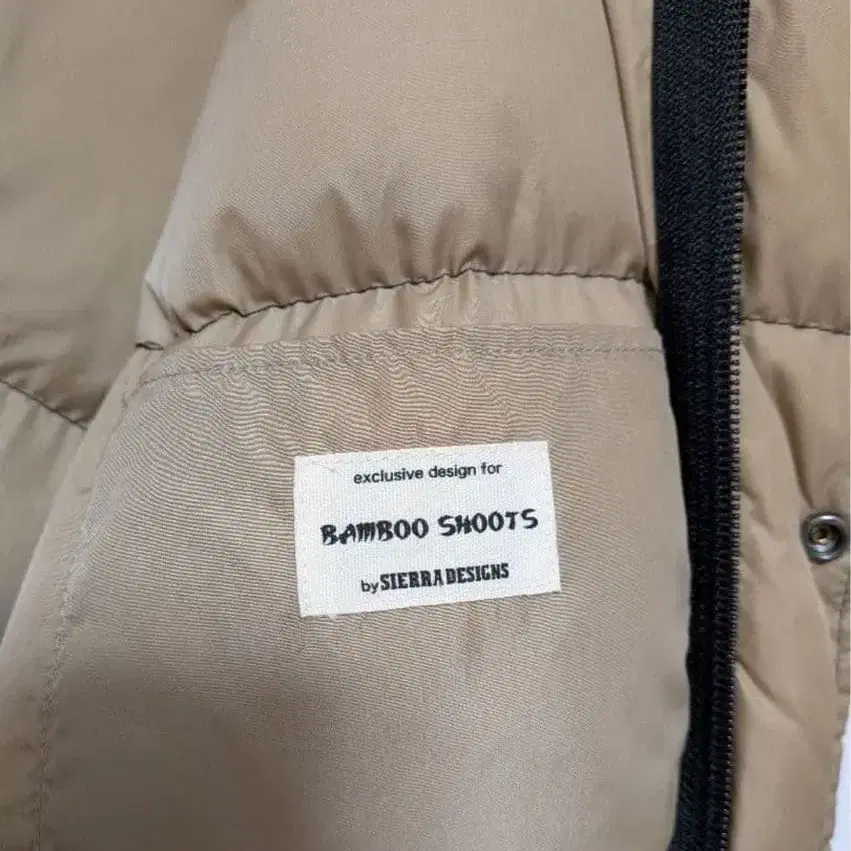 exclusive design for
BAMBOO SHOOTS
by SIERRA DESIGNS